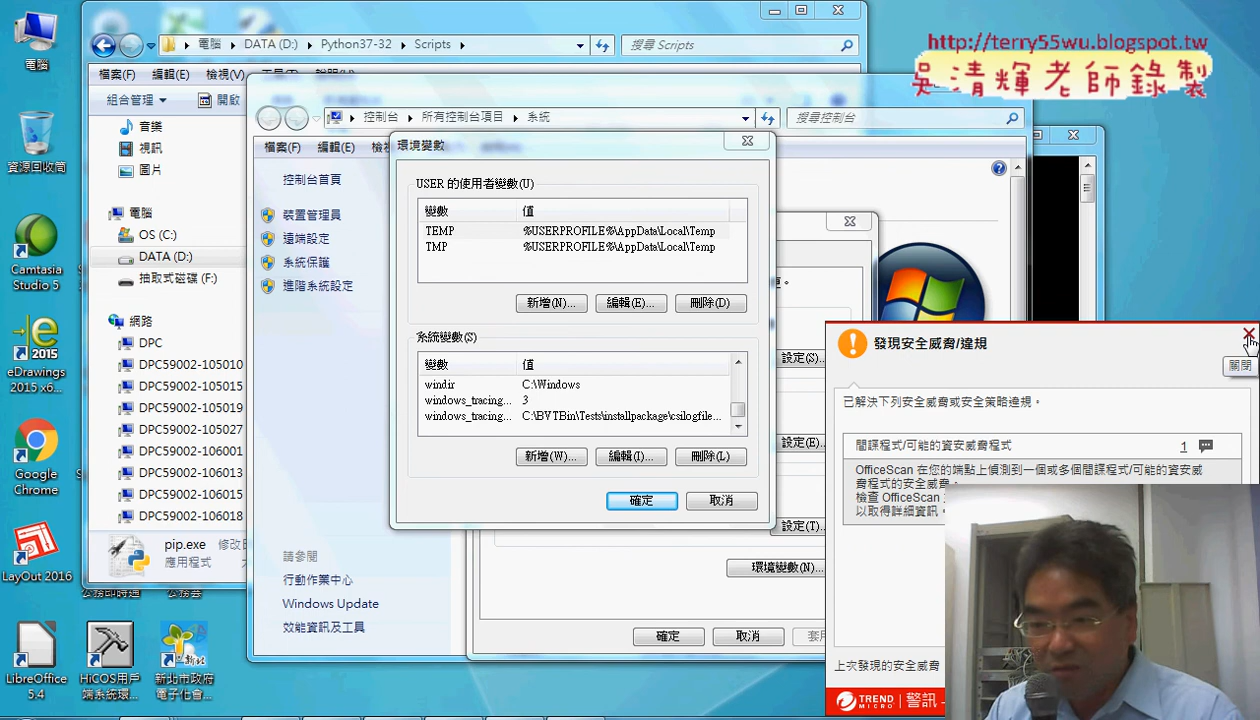 電腦
資源回收筒
Camtasia
Studio 5
eDrawings
2015 x6...
Google
Chrome
LayOut 2016
LibreOffice
5.4
HiCOS用戶
端系統環...
新北市政府
電子化會...
電腦
DATA (D:)
Python37-32
Scripts
搜尋 Scripts
檔案(F)
編輯(E)
檢視(V)
組合管理
開啟
音樂
視訊
圖片
電腦
OS (C:)
DATA (D:)
抽取式磁碟 (F:)
網路
DPC
DPC59002-105010
DPC59002-105015
DPC59002-105019
DPC59002-105027
DPC59002-106001
DPC59002-106013
DPC59002-106015
DPC59002-106018
pip.exe
應用程式
控制台
所有控制台項目
系統
搜尋控制台
檔案(F)
編輯(E)
控制台首頁
裝置管理員
遠端設定
系統保護
進階系統設定
請參閱
行動作業中心
Windows Update
效能資訊及工具
環境變數
USER 的使用者變數(U)
變數 值
TEMP %USERPROFILE%\AppData\Local\Temp
TMP %USERPROFILE%\AppData\Local\Temp
新增(N)... 編輯(E)... 刪除(D)
系統變數(S)
變數 值
windir C:\Windows
windows_tracing... 3
windows_tracing... C:\BVTBin\Tests\installpackage\csilogfile...
新增(W)... 編輯(I)... 刪除(L)
確定 取消
設定(S)...
設定(E)...
設定(T)...
環境變數(N)...
確定 取消
http://terry55wu.blogspot.tw
吳清輝老師錄製
發現安全威脅/違規
關閉
已解決下列安全威脅或安全策略違規。
間諜程式/可能的資安威脅程式 1
OfficeScan 在您的端點上偵測到一個或多個間諜程式/可能的資安威
脅程式的安全威脅。
檢查 OfficeScan
以取得詳細資訊。
上次發現的安全威脅
TREND
MICRO
警訊